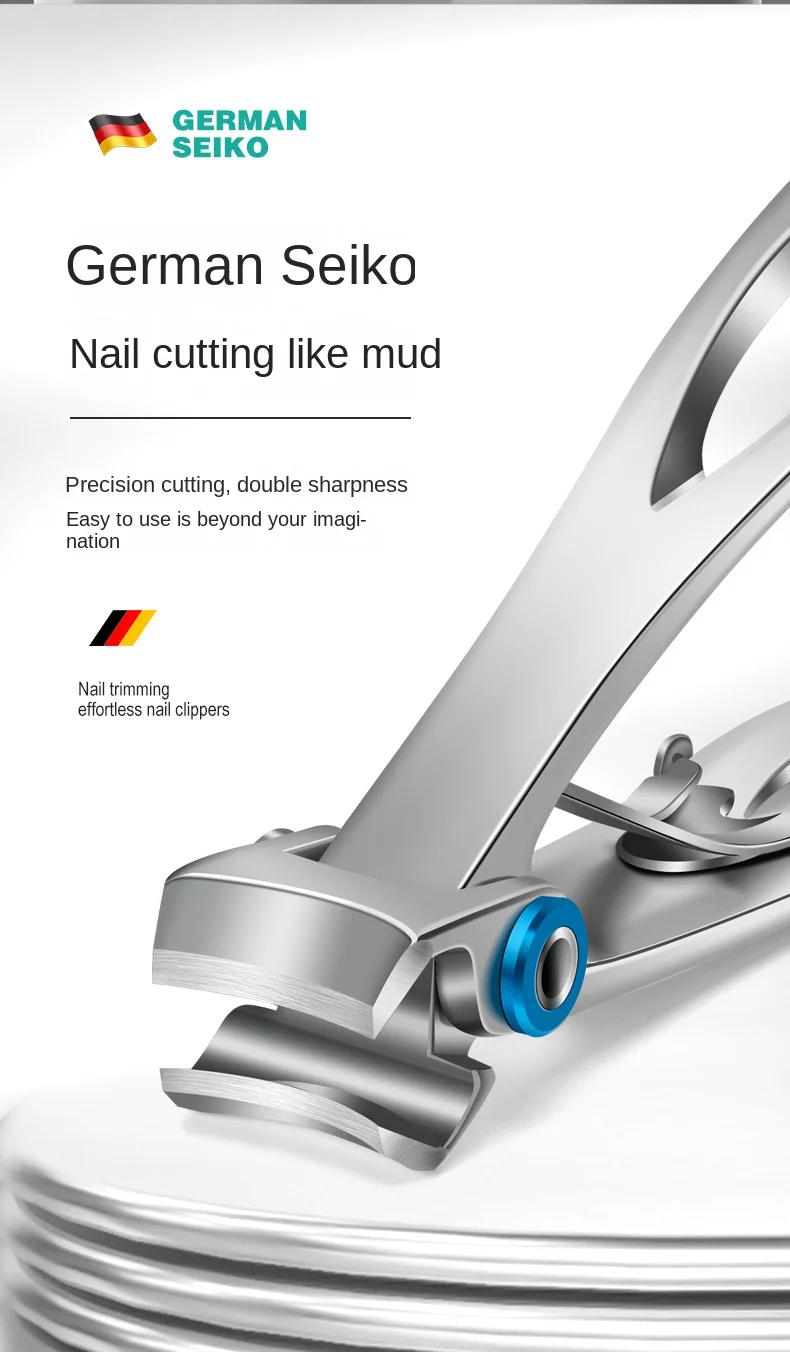 GERMAN
SEIKO
German Seiko
Nail cutting like mud
Precision cutting, double sharpness
Easy to use is beyond your imagi-
nation
Nail trimming
effortless nail clippers